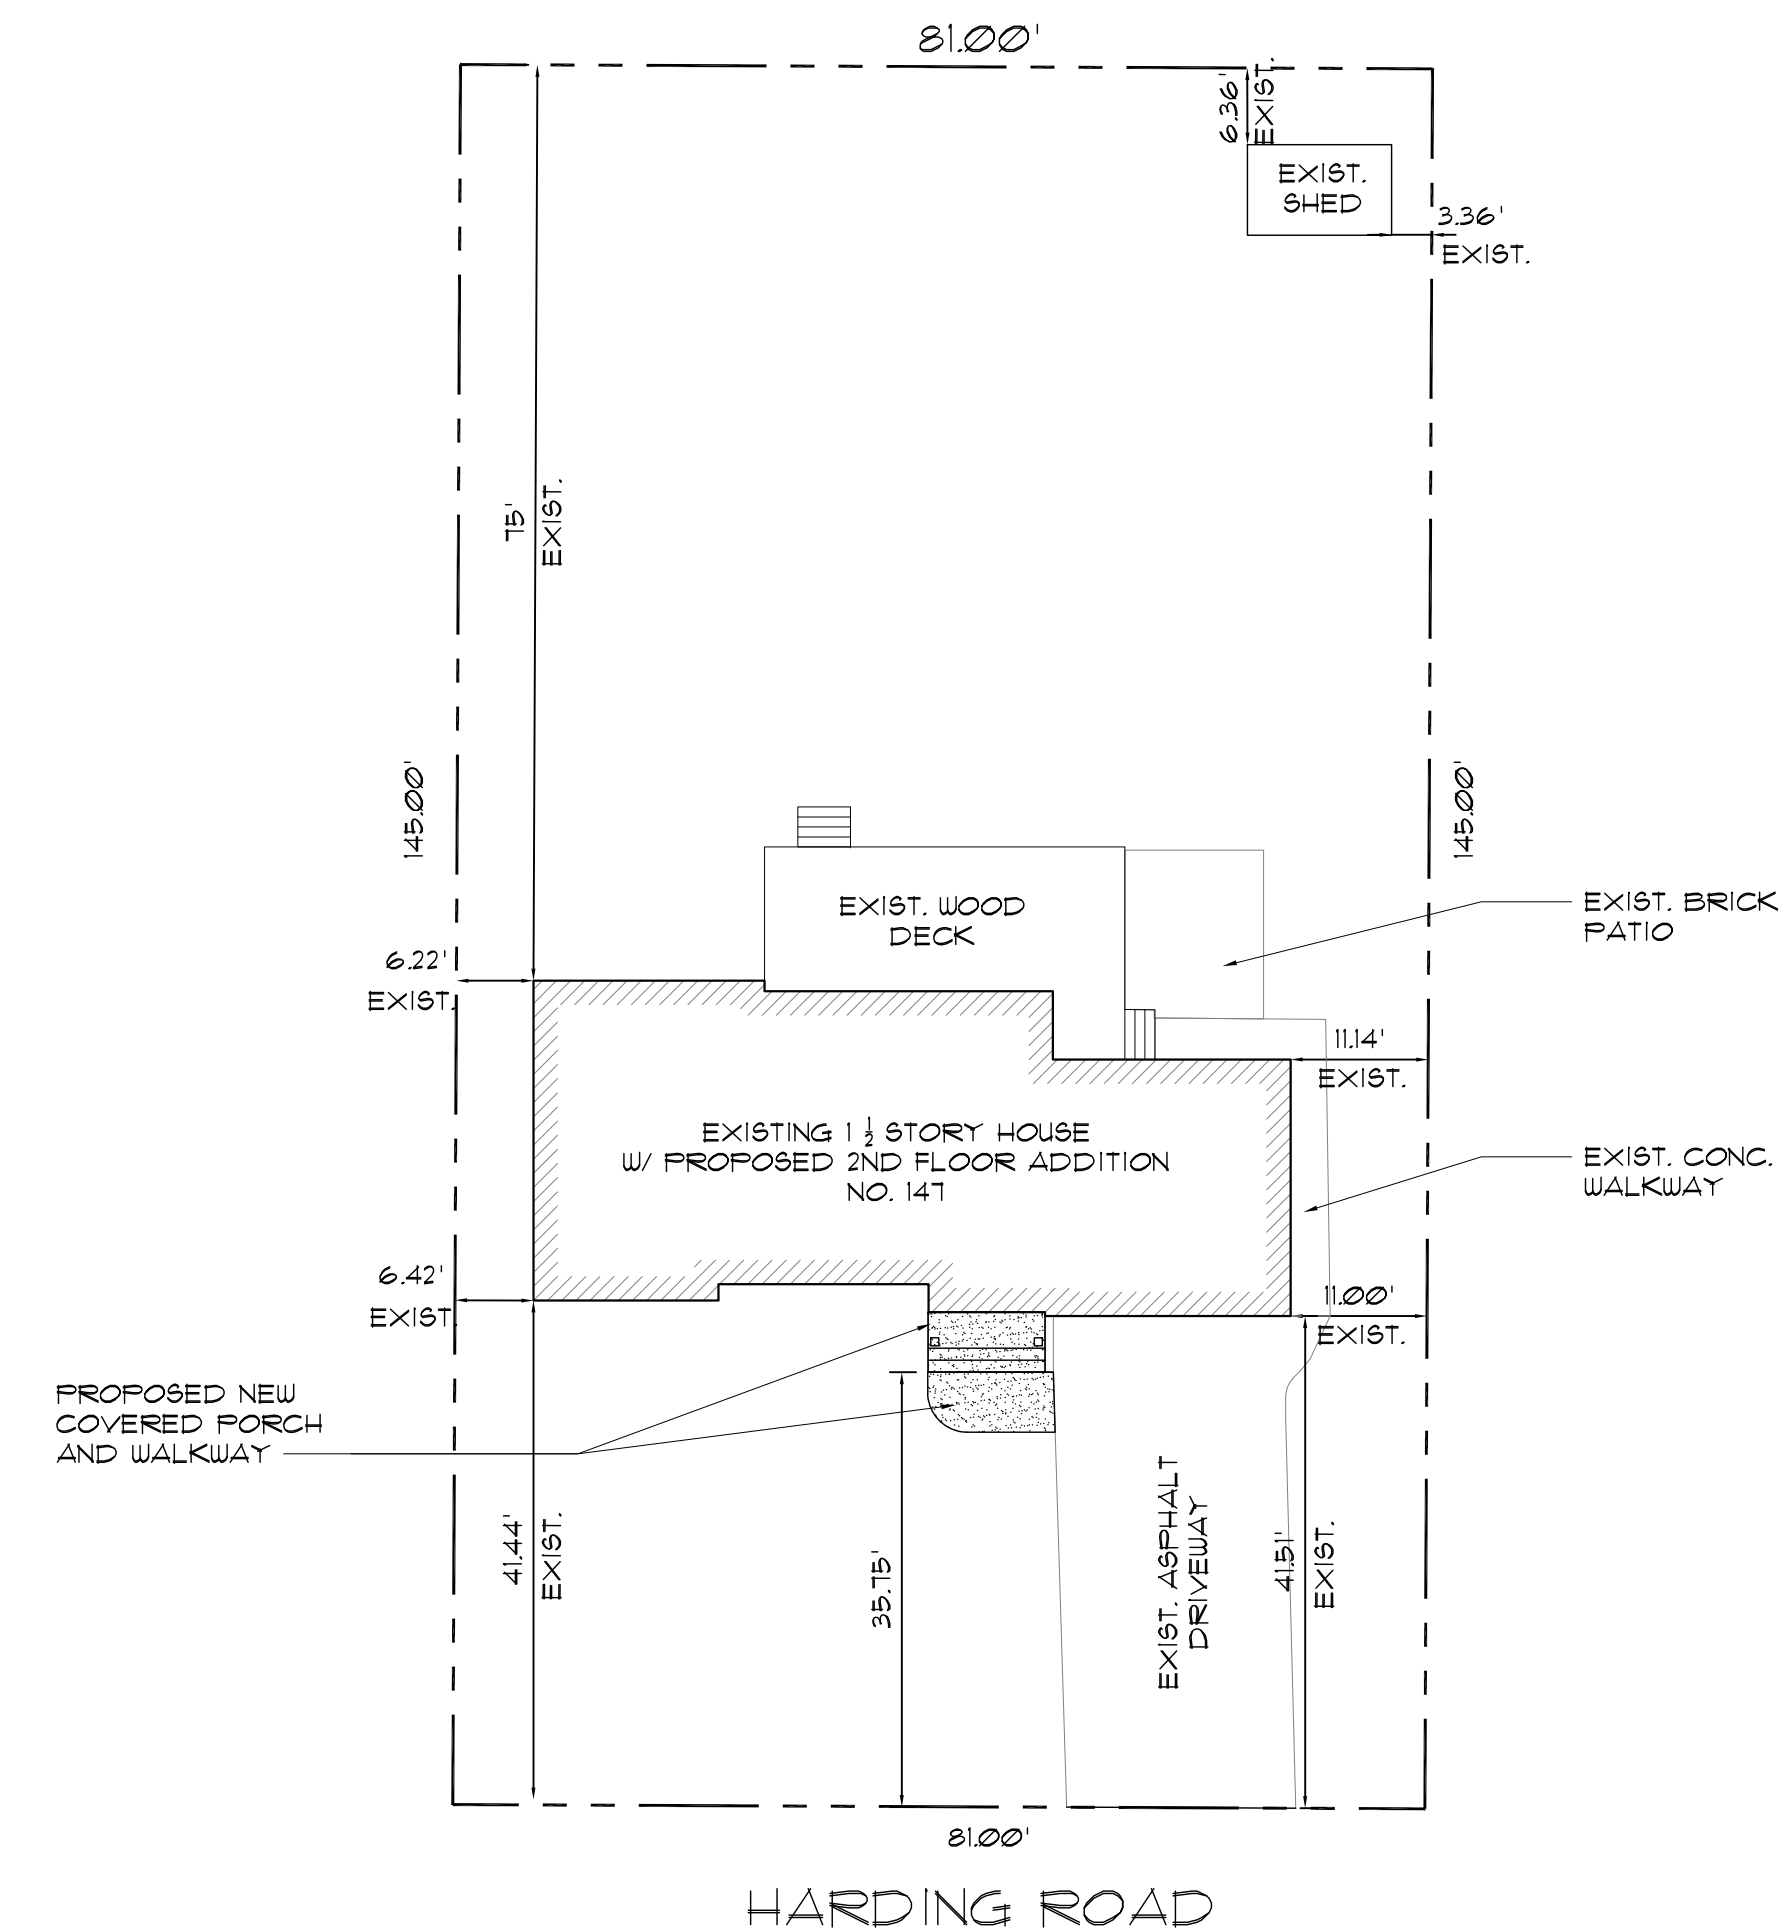 81.00'
6.36'
EXIST.
EXIST.
SHED
3.36'
EXIST.
75'
EXIST.
145.00'
145.00'
EXIST. WOOD
DECK
EXIST. BRICK
PATIO
6.22'
EXIST.
11.14'
EXIST.
EXISTING 1 ½ STORY HOUSE
W/ PROPOSED 2ND FLOOR ADDITION
NO. 147
EXIST. CONC.
WALKWAY
6.42'
EXIST.
11.00'
EXIST.
PROPOSED NEW
COVERED PORCH
AND WALKWAY
41.44'
EXIST.
35.75'
EXIST. ASPHALT
DRIVEWAY
41.51'
EXIST.
81.00'
HARDING ROAD